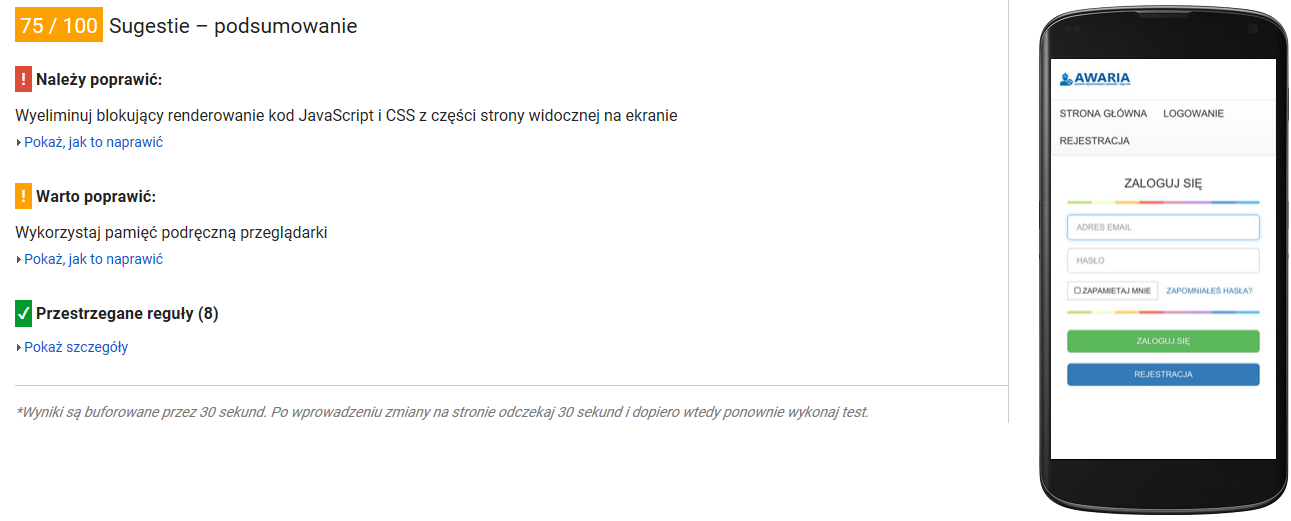 75 / 100 Sugestie – podsumowanie
! Należy poprawić:
Wyeliminuj blokujący renderowanie kod JavaScript i CSS z części strony widocznej na ekranie
Pokaż, jak to naprawić
! Warto poprawić:
Wykorzystaj pamięć podręczną przeglądarki
Pokaż, jak to naprawić
Przestrzegane reguły (8)
Pokaż szczegóły
*Wyniki są buforowane przez 30 sekund. Po wprowadzeniu zmiany na stronie odczekaj 30 sekund i dopiero wtedy ponownie wykonaj test.
AWARIA
STRONA GŁÓWNA LOGOWANIE
REJESTRACJA
ZALOGUJ SIĘ
ADRES EMAIL
HASŁO
ZAPAMIETAJ MNIE ZAPOMNIAŁEŚ HASŁA?
ZALOGUJ SIĘ
REJESTRACJA